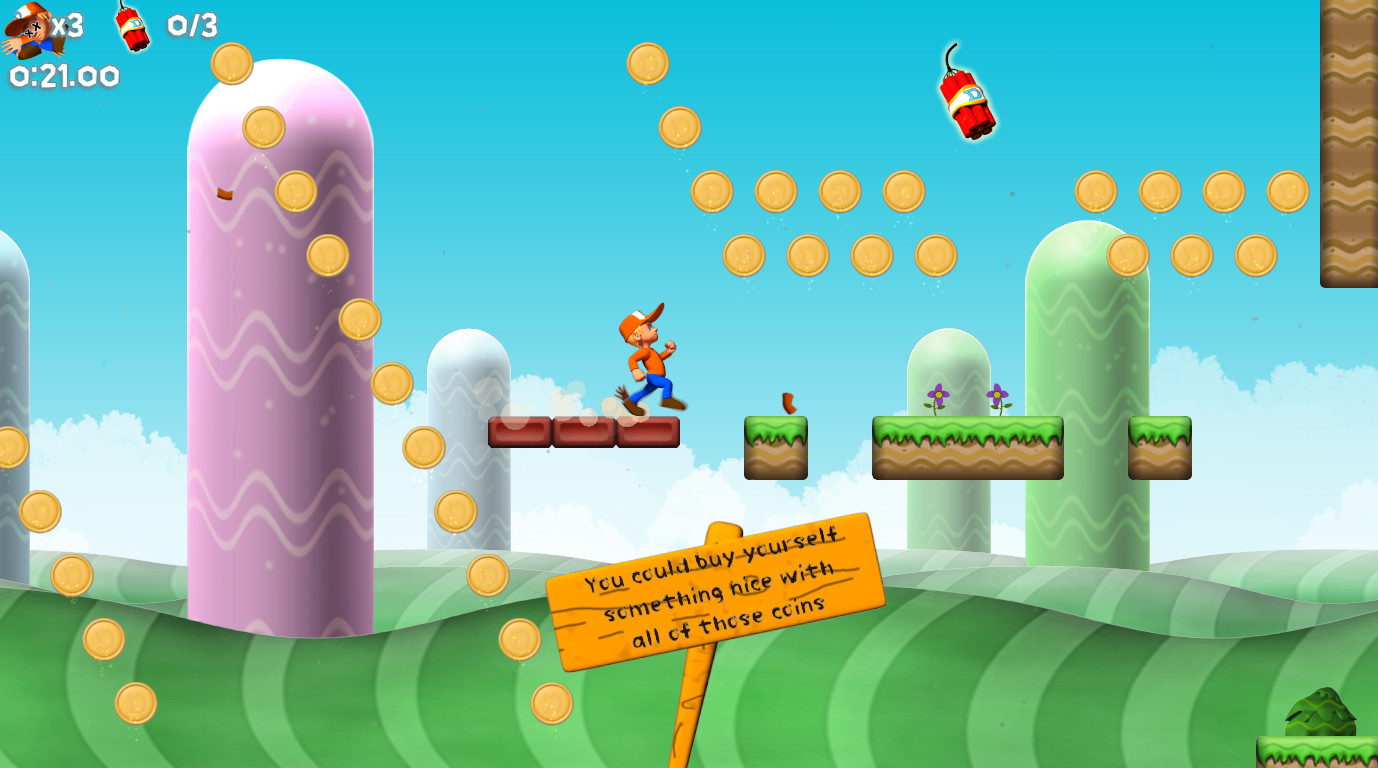 x3
0/3
0:21.00
D
You could buy yourself
something nice with
all of those coins